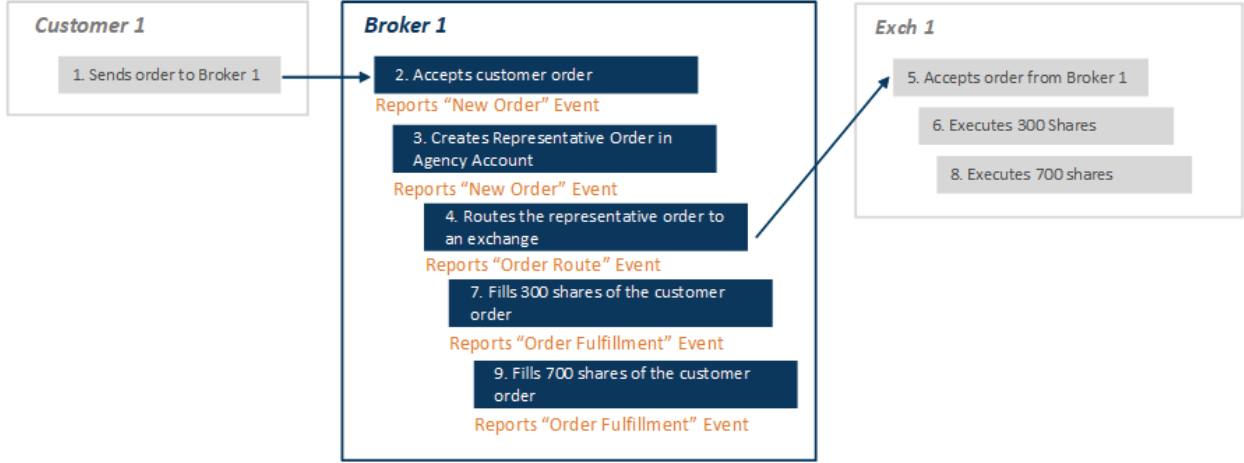 Customer 1
1. Sends order to Broker 1
Broker 1
2. Accepts customer order
Reports “New Order” Event
3. Creates Representative Order in
Agency Account
Reports “New Order” Event
4. Routes the representative order to
an exchange
Reports “Order Route” Event
7. Fills 300 shares of the customer
order
Reports “Order Fulfillment” Event
9. Fills 700 shares of the customer
order
Reports “Order Fulfillment” Event
Exch 1
5. Accepts order from Broker 1
6. Executes 300 Shares
8. Executes 700 shares